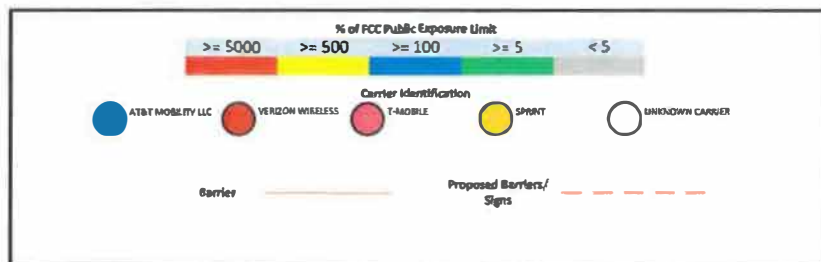 % of FCC Public Exposure Limit
>= 5000 >= 500 >= 100 >= 5 < 5
Carrier Identification
AT&T MOBILITY LLC VERIZON WIRELESS T-MOBILE SPRINT UNKNOWN CARRIER
Barrier Proposed Barriers/
Signs